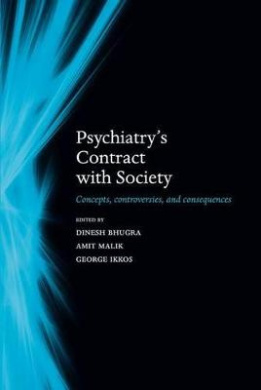 Psychiatry's
Contract
with Society
Concepts, controversies, and consequences
EDITED BY
DINESH BHUGRA
AMIT MALIK
GEORGE IKKOS